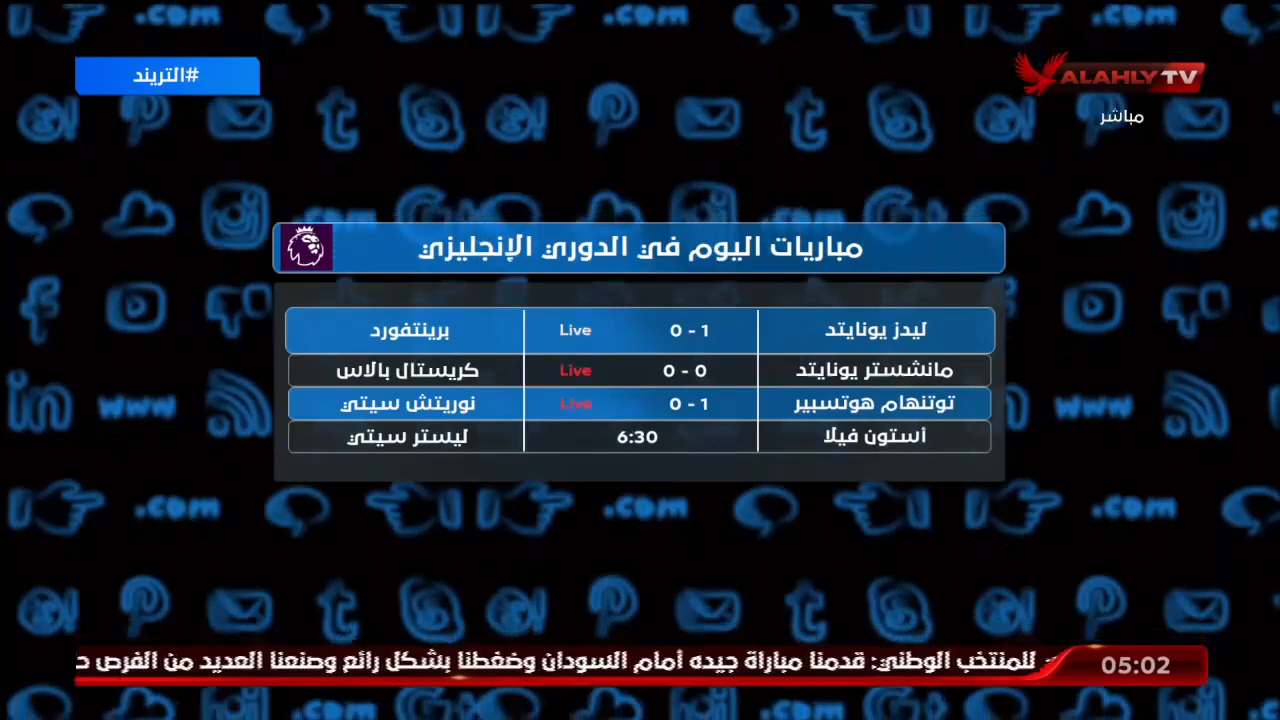 #التريند
ALAHLY TV
مباشر
مباريات اليوم في الدوري الإنجليزي
ليدز يونايتد 1 - 0 Live برينتفورد
مانشستر يونايتد 0 - 0 Live كريستال بالاس
توتنهام هوتسبير 1 - 0 Live نوريتش سيتي
أستون فيلا 6:30 ليستر سيتي
للمنتخب الوطني: قدمنا مباراة جيده أمام السودان وضغطنا بشكل رائع وصنعنا العديد من الفرص
05:02